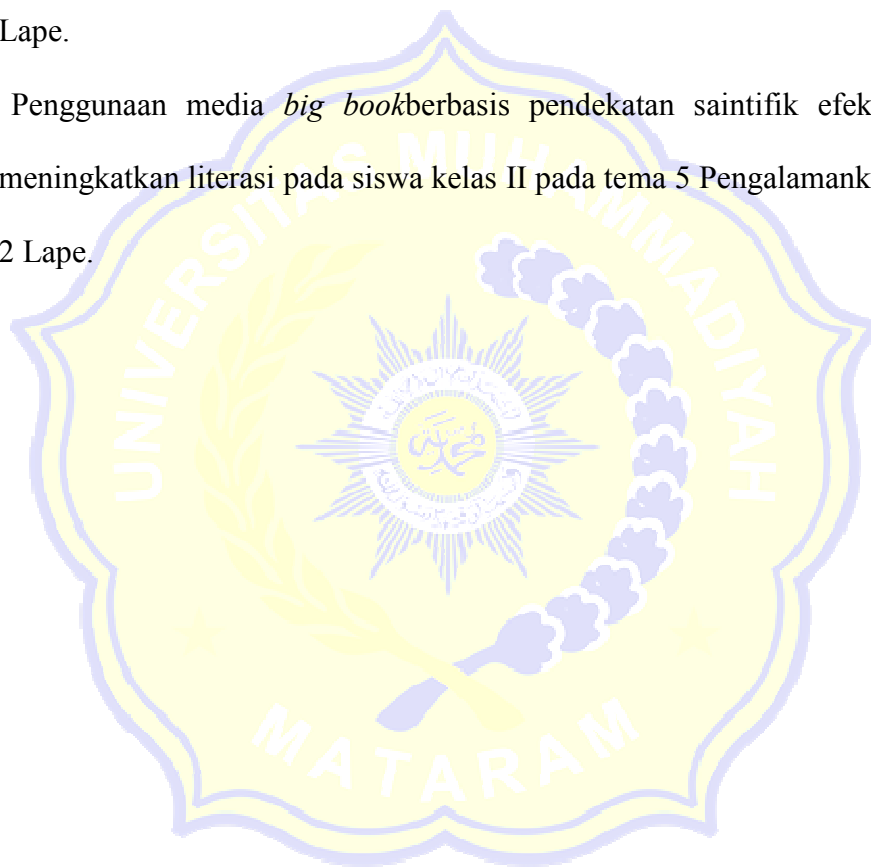 Lape.
Penggunaan media big bookberbasis pendekatan saintifik efek
meningkatkan literasi pada siswa kelas II pada tema 5 Pengalamank
2 Lape.
UNIVERSITAS MUHAMMADIYAH
MATARAM